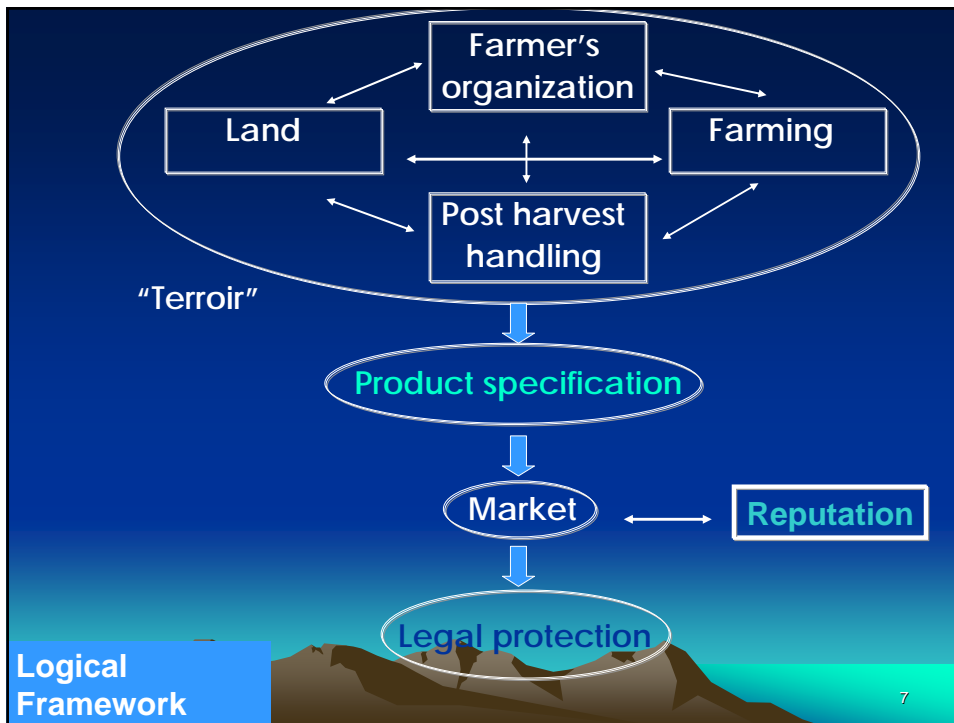 Farmer's
organization
Land
Farming
Post harvest
handling
“Terroir”
Product specification
Market
Reputation
Legal protection
Logical
Framework
7